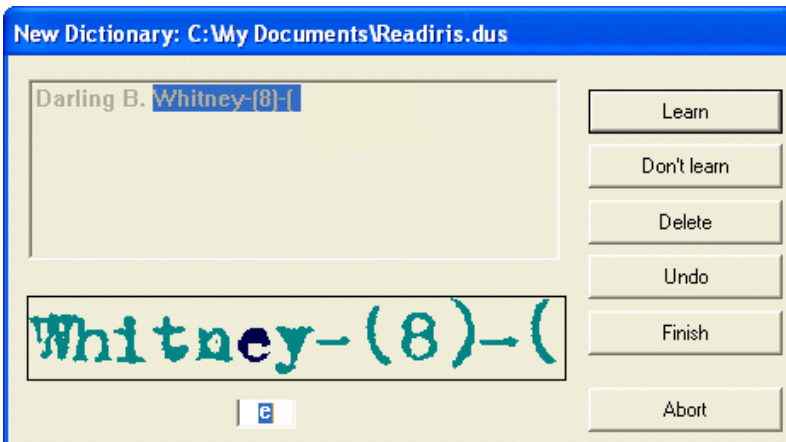 New Dictionary: C:\My Documents\Readiris.dus
Darling B. Whitney-(8)-(
Learn
Don't learn
Delete
Undo
Finish
Abort
Whitney-(8)-(
e